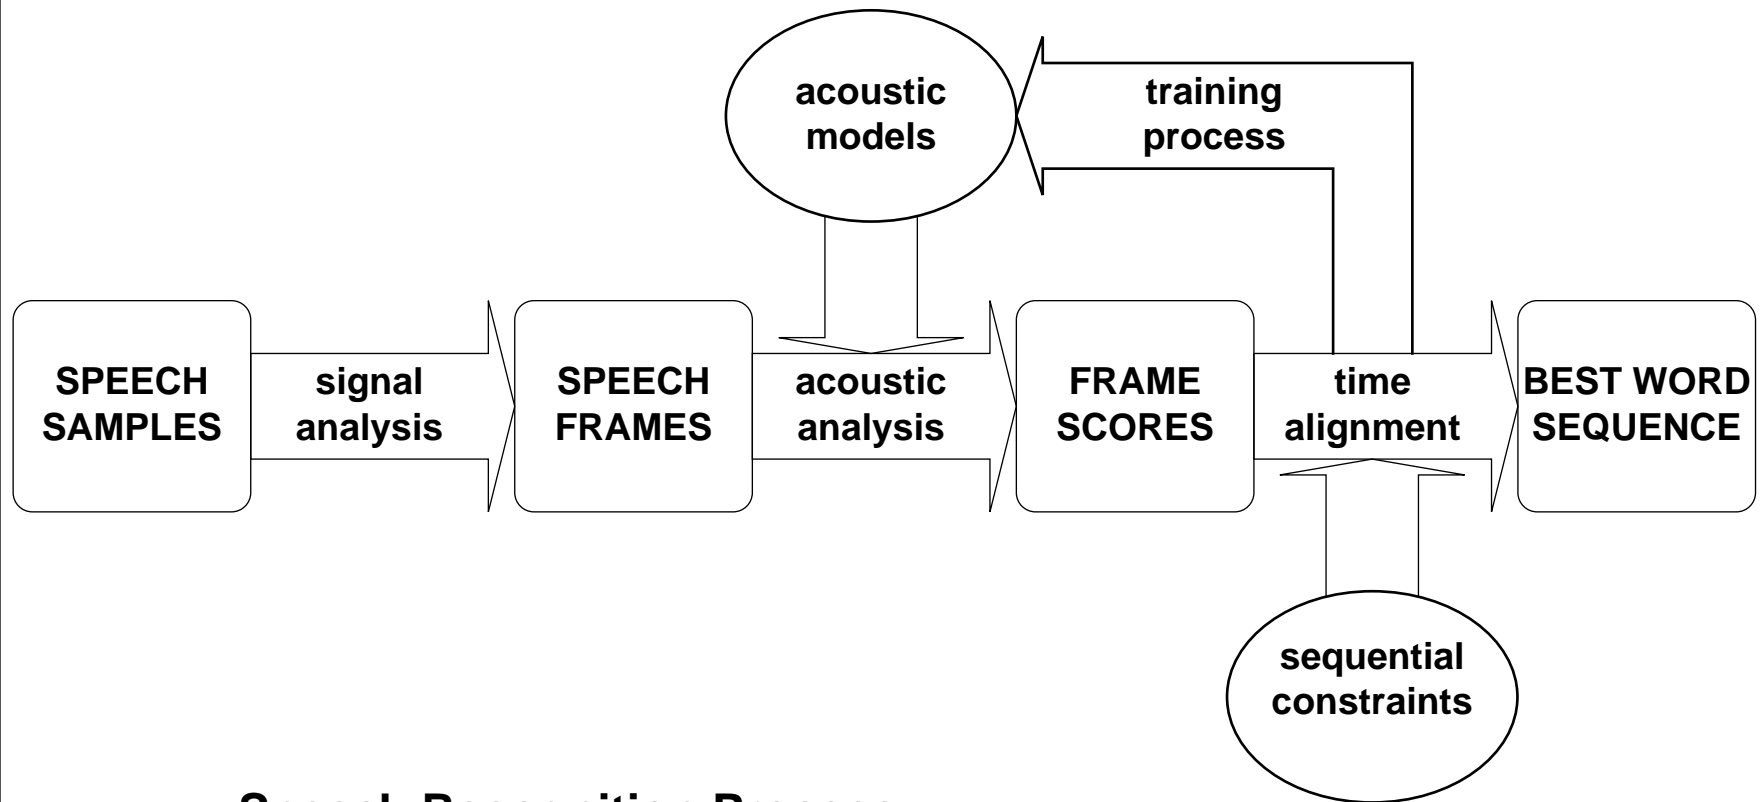 acoustic
models
training
process
SPEECH
SAMPLES
signal
analysis
SPEECH
FRAMES
acoustic
analysis
FRAME
SCORES
time
alignment
BEST WORD
SEQUENCE
sequential
constraints